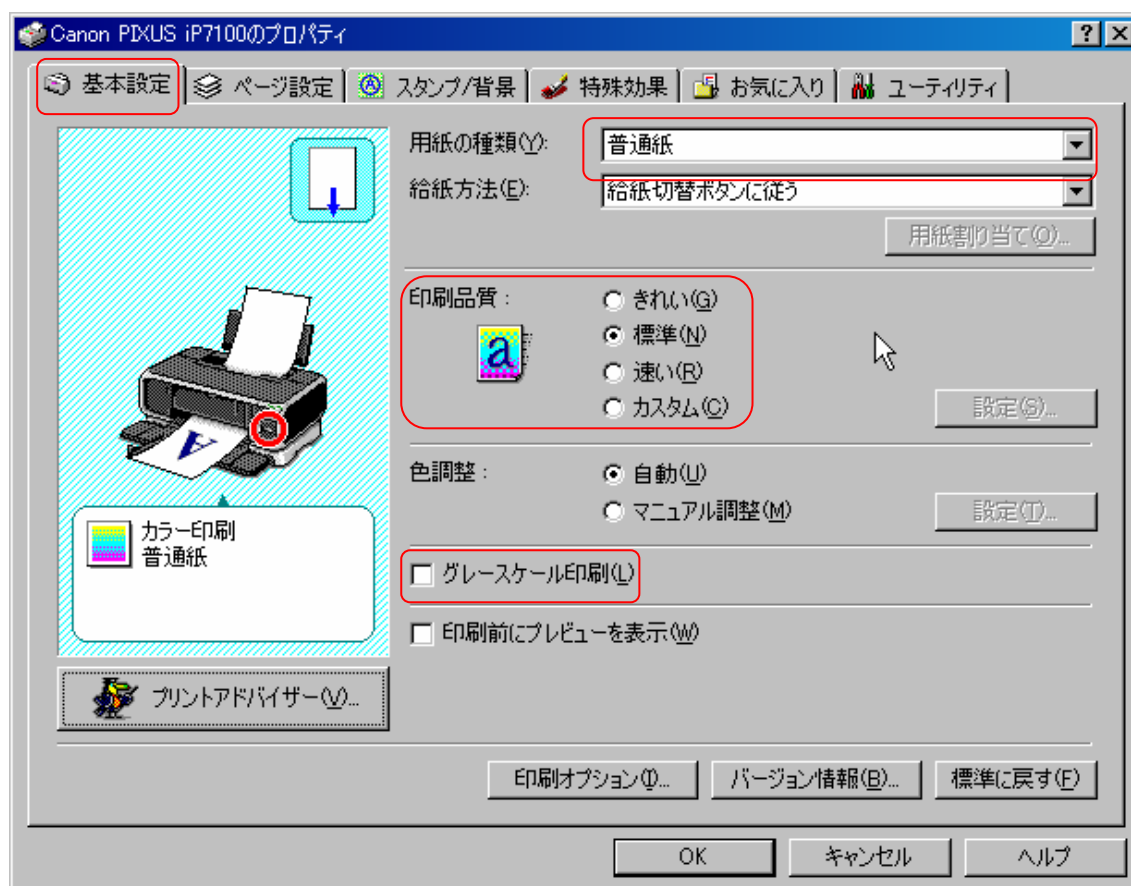 Canon PIXUS iP7100のプロパティ
基本設定 ページ設定 スタンプ/背景 特殊効果 お気に入り ユーティリティ
用紙の種類(Y): 普通紙
給紙方法(E): 給紙切替ボタンに従う
用紙割り当て(O)...
印刷品質 : きれい(G)
a 標準(N)
速い(R)
カスタム(C) 設定(S)...
色調整 : 自動(U)
マニュアル調整(M) 設定(T)...
A
カラー印刷
普通紙
グレースケール印刷(L)
印刷前にプレビューを表示(W)
プリントアドバイザー(V)...
印刷オプション(I)... バージョン情報(B)... 標準に戻す(F)
OK キャンセル ヘルプ